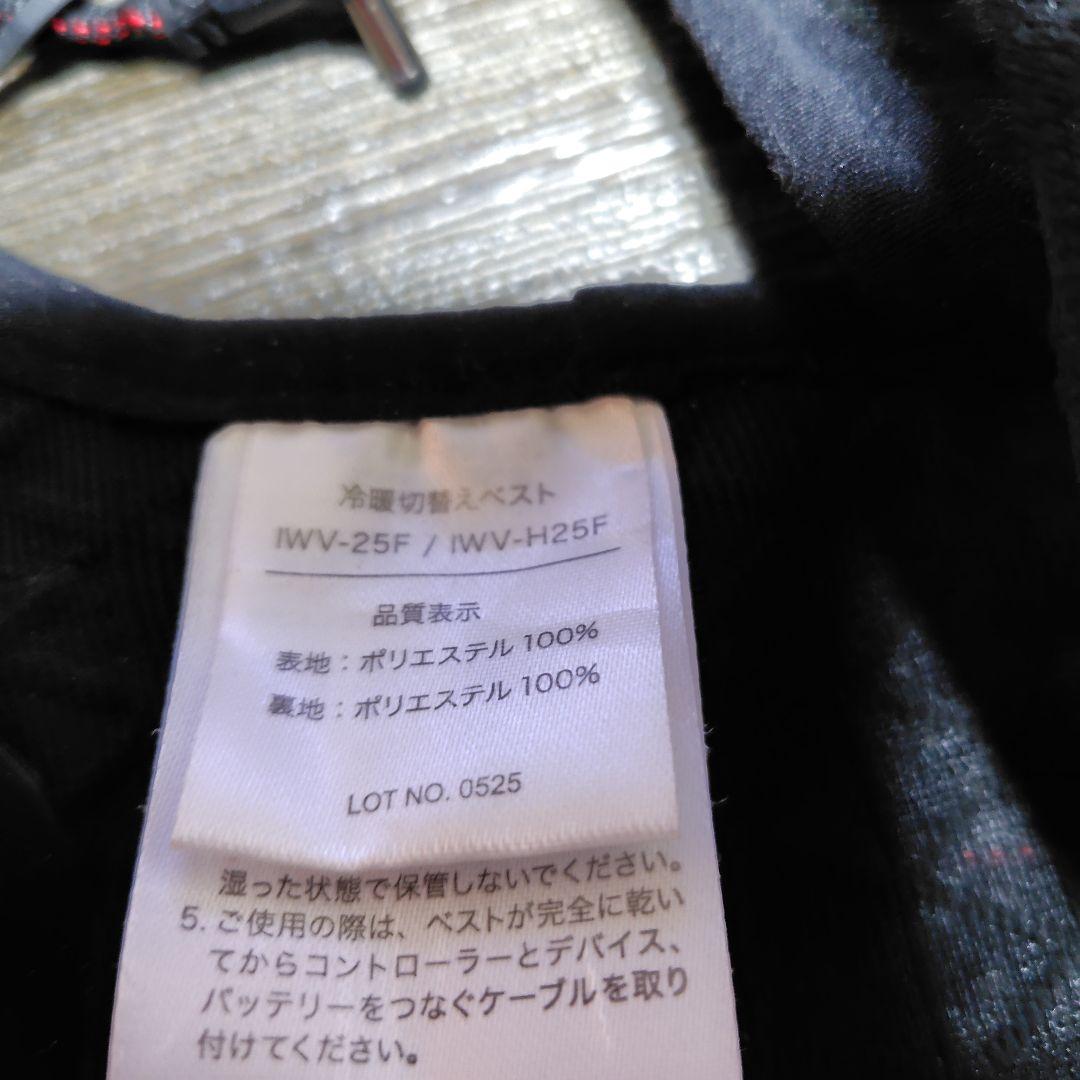 冷暖切替えベスト
IWV-25F / IWV-H25F
品質表示
表地：ポリエステル 100%
裏地：ポリエステル 100%
LOT NO. 0525
湿った状態で保管しないでください。
5. ご使用の際は、ベストが完全に乾い
てからコントローラーとデバイス、
バッテリーをつなぐケーブルを取り
付けてください。